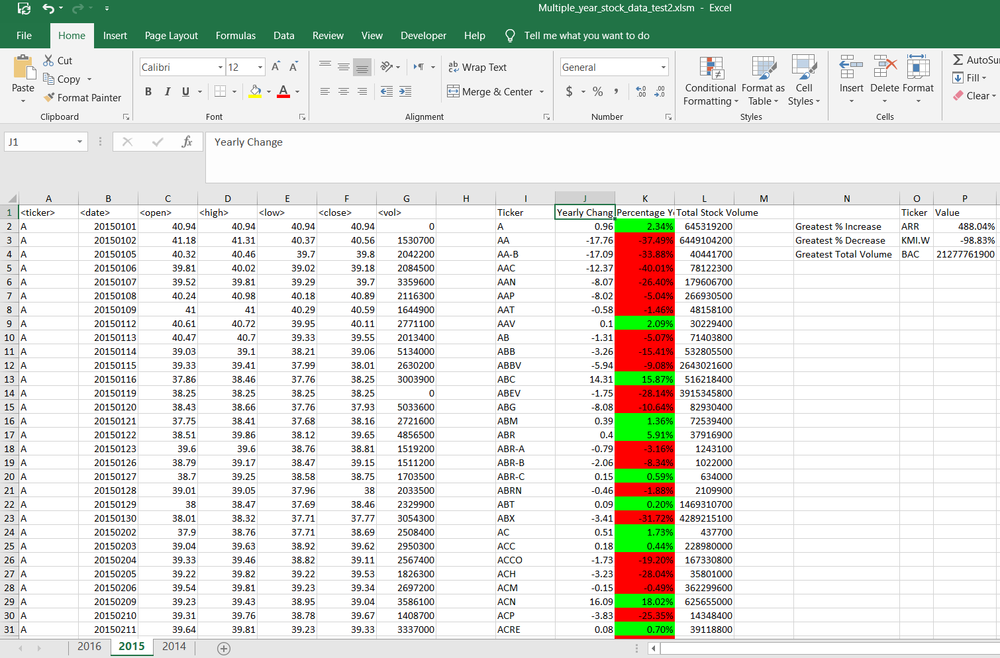 Multiple_year_stock_data_test2.xlsm - Excel
File Home Insert Page Layout Formulas Data Review View Developer Help Tell me what you want to do
Cut
Copy
Format Painter
Paste
Clipboard
Calibri 12 A A
B I U A
Font
Wrap Text
Merge & Center
Alignment
General
$ % , .00 .00
Number
Conditional Formatting Format as Table Cell Styles
Styles
Insert Delete Format
Cells
AutoSu
Fill
Clear
J1 fx Yearly Change
A B C D E F G H I J K L M N O P
1 <ticker> <date> <open> <high> <low> <close> <vol> Ticker Yearly Chang Percentage Y Total Stock Volume Ticker Value
2 A 20150101 40.94 40.94 40.94 40.94 0 A 0.96 2.34% 645319200 Greatest % Increase ARR 488.04%
3 A 20150102 41.18 41.31 40.37 40.56 1530700 AA -17.76 -37.49% 6449104200 Greatest % Decrease KMI.W -98.83%
4 A 20150105 40.32 40.46 39.7 39.8 2042200 AA-B -17.09 -33.88% 40441700 Greatest Total Volume BAC 21277761900
5 A 20150106 39.81 40.02 39.02 39.18 2084500 AAC -12.37 -40.01% 78122300
6 A 20150107 39.52 39.81 39.29 39.7 3359600 AAN -8.07 -26.40% 179606700
7 A 20150108 40.24 40.98 40.18 40.89 2116300 AAP -8.02 -5.04% 266930500
8 A 20150109 41 41 40.29 40.59 1644900 AAT -0.58 -1.46% 48158100
9 A 20150112 40.61 40.72 39.95 40.11 2771100 AAV 0.1 2.09% 30229400
10 A 20150113 40.47 40.7 39.33 39.55 2013400 AB -1.31 -5.07% 71403800
11 A 20150114 39.03 39.1 38.21 39.06 5134000 ABB -3.26 -15.41% 532805500
12 A 20150115 39.33 39.41 37.99 38.01 2630200 ABBV -5.94 -9.08% 2643021600
13 A 20150116 37.86 38.46 37.76 38.25 3003900 ABC 14.31 15.87% 516218400
14 A 20150119 38.25 38.25 38.25 38.25 0 ABEV -1.75 -28.14% 3915345800
15 A 20150120 38.43 38.66 37.76 37.93 5033600 ABG -8.08 -10.64% 82930400
16 A 20150121 37.75 38.41 37.68 38.16 2721600 ABM 0.39 1.36% 72539400
17 A 20150122 38.51 39.86 38.12 39.65 4856500 ABR 0.4 5.91% 37916900
18 A 20150123 39.6 39.6 38.76 38.81 1519200 ABR-A -0.79 -3.16% 1243100
19 A 20150126 38.79 39.17 38.47 39.15 1511200 ABR-B -2.06 -8.34% 1022000
20 A 20150127 38.7 39.25 38.58 38.75 1703500 ABR-C 0.15 0.59% 634000
21 A 20150128 39.01 39.05 37.96 38 2033500 ABRN -0.46 -1.88% 2109900
22 A 20150129 38 38.47 37.69 38.46 2329900 ABT 0.09 0.20% 1469310700
23 A 20150130 38.01 38.32 37.71 37.77 3054300 ABX -3.41 -31.72% 4289215100
24 A 20150202 37.9 38.76 37.71 38.69 2508400 AC 0.51 1.73% 437700
25 A 20150203 39.04 39.63 38.92 39.62 2950300 ACC 0.18 0.44% 228980000
26 A 20150204 39.33 39.46 38.82 39.11 2567400 ACCO -1.73 -19.20% 167330800
27 A 20150205 39.22 39.82 39.22 39.53 1826300 ACH -3.23 -28.04% 35801000
28 A 20150206 39.54 39.81 39.23 39.34 2697200 ACM -0.15 -0.49% 362299600
29 A 20150209 39.23 39.43 38.95 39.04 3586100 ACN 16.09 18.02% 625655000
30 A 20150210 39.31 39.76 38.78 39.67 1408700 ACP -3.83 -25.35% 14348400
31 A 20150211 39.64 39.81 39.23 39.33 3337000 ACRE 0.08 0.70% 39118800
2016 2015 2014